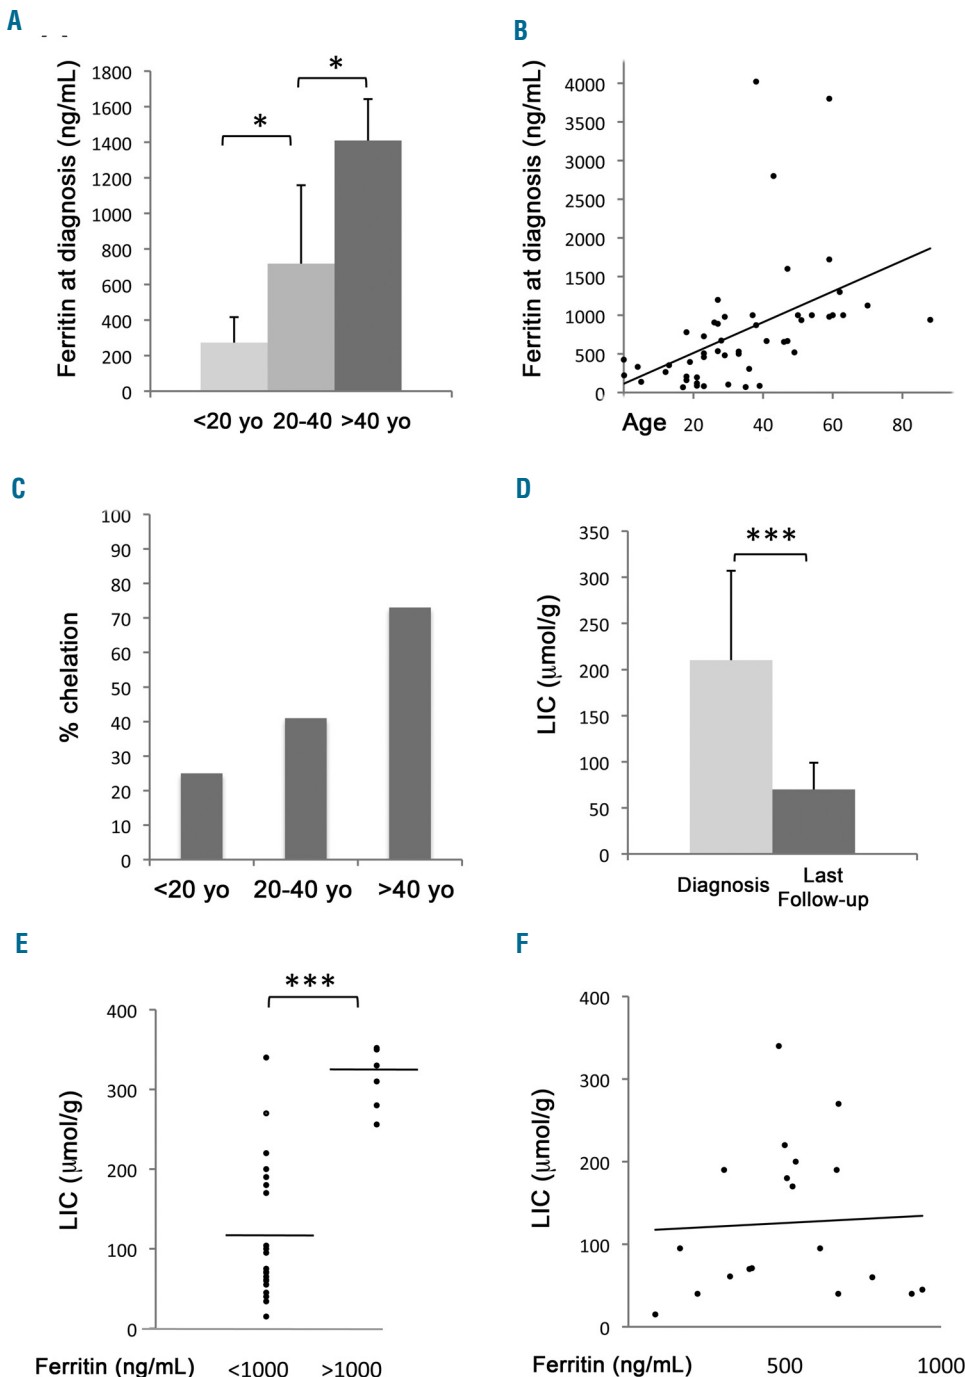 A
Ferritin at diagnosis (ng/mL)
1800
1600
1400
1200
1000
800
600
400
200
0
*
*
<20 yo 20-40 >40 yo
B
Ferritin at diagnosis (ng/mL)
4000
3500
3000
2500
2000
1500
1000
500
0
Age 20 40 60 80
C
% chelation
100
90
80
70
60
50
40
30
20
10
0
<20 yo 20-40 yo >40 yo
D
LIC (µmol/g)
350
300
250
200
150
100
50
0
***
Diagnosis
Last
Follow-up
E
LIC (µmol/g)
400
300
200
100
0
***
Ferritin (ng/mL) <1000 >1000
F
LIC (µmol/g)
400
300
200
100
0
Ferritin (ng/mL) 500 1000